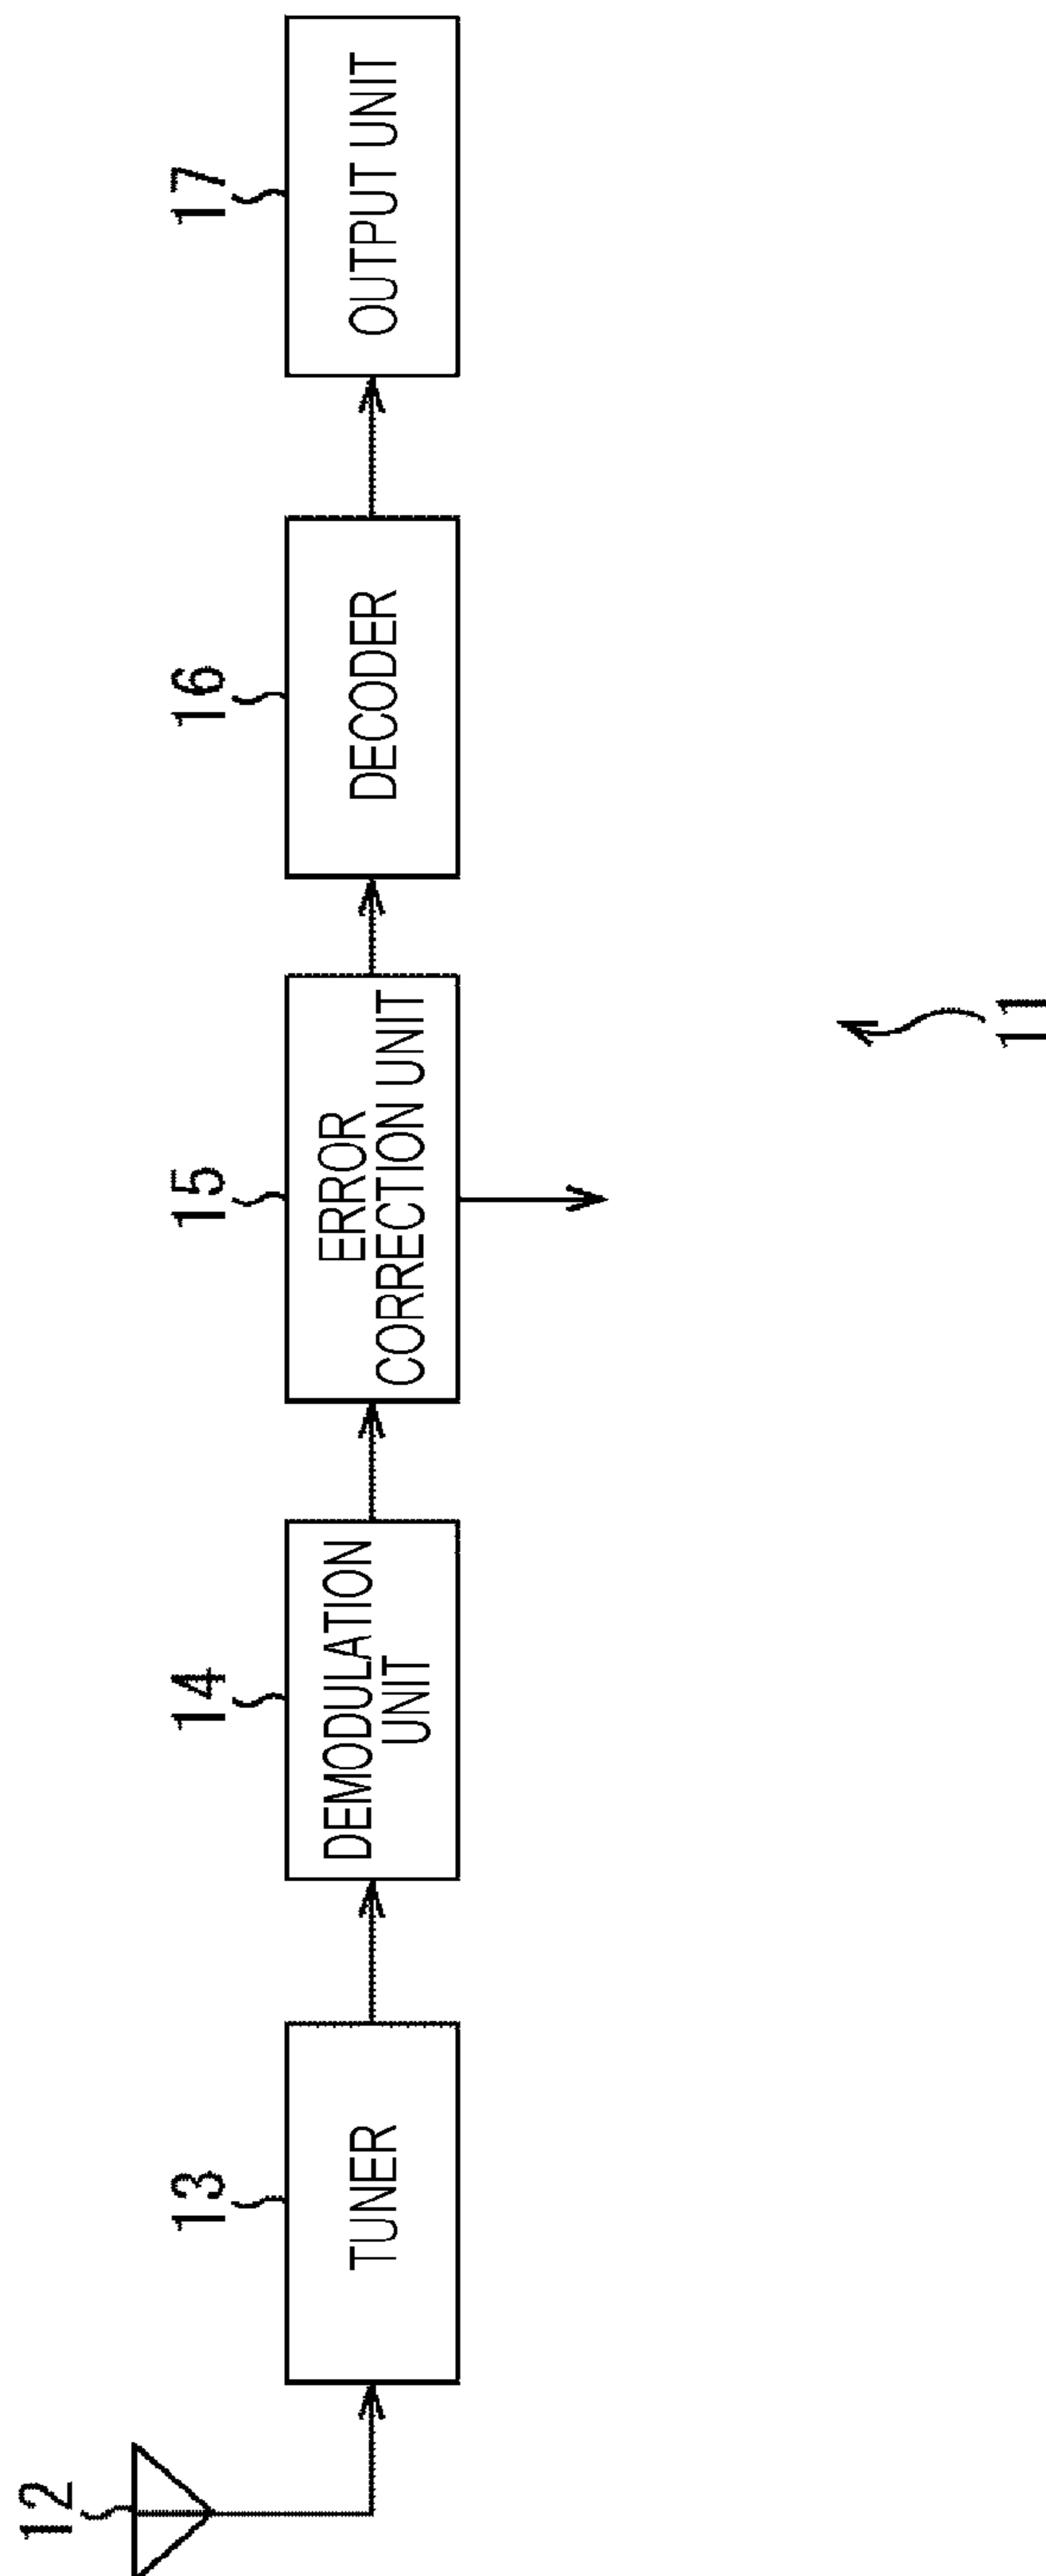 12
13
14
15
16
17
TUNER
DEMODULATION
UNIT
ERROR
CORRECTION UNIT
DECODER
OUTPUT UNIT
11